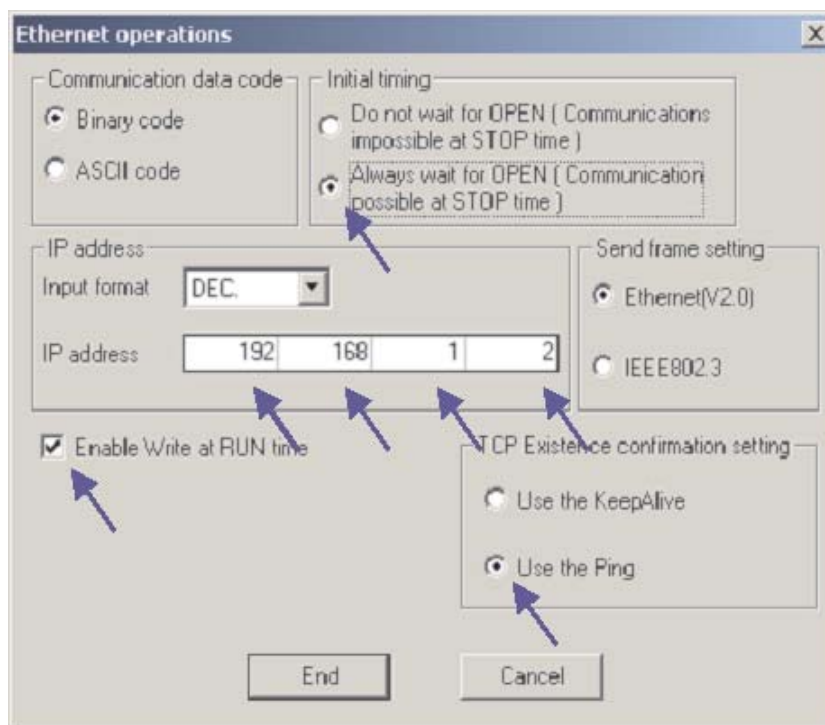 Ethernet operations
Communication data code
Binary code
ASCII code
Initial timing
Do not wait for OPEN ( Communications
impossible at STOP time )
Always wait for OPEN ( Communication
possible at STOP time )
IP address
Input format DEC.
IP address 192 168 1 2
Send frame setting
Ethernet(V2.0)
IEEE802.3
Enable Write at RUN time
TCP Existence confirmation setting
Use the KeepAlive
Use the Ping
End Cancel